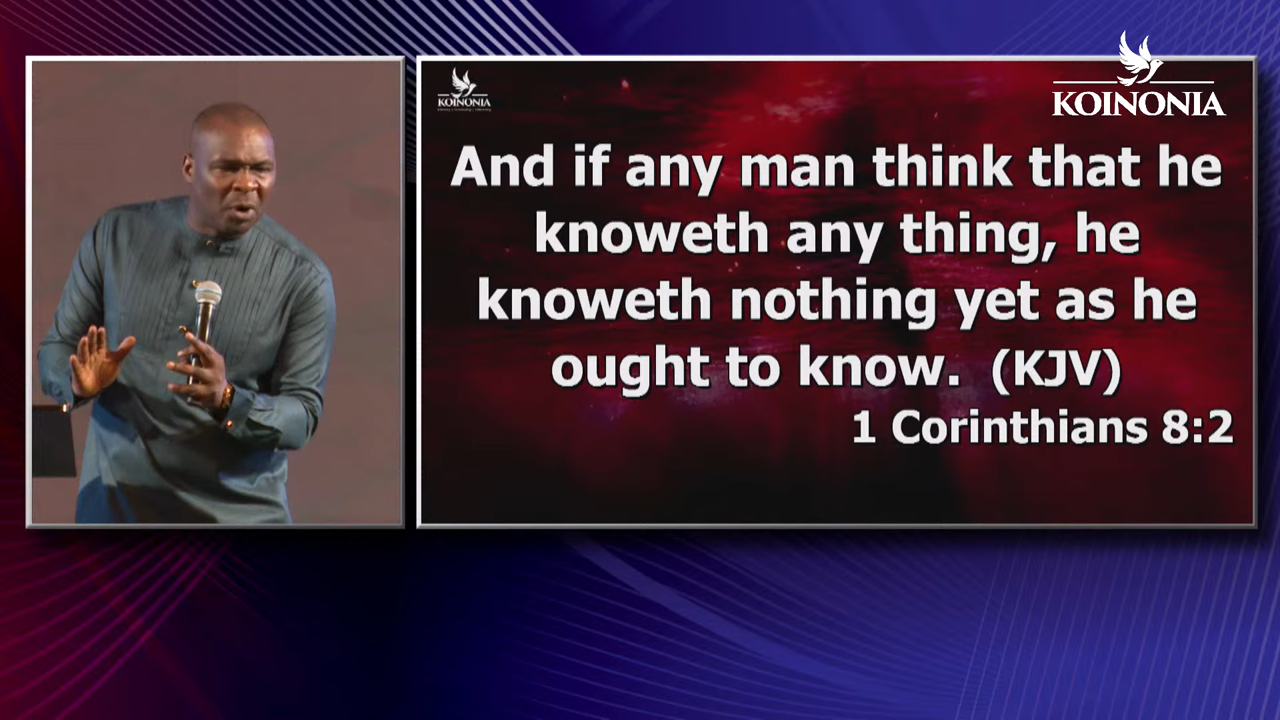 KOINONIA
KOINONIA
And if any man think that he
knoweth any thing, he
knoweth nothing yet as he
ought to know. (KJV)
1 Corinthians 8:2